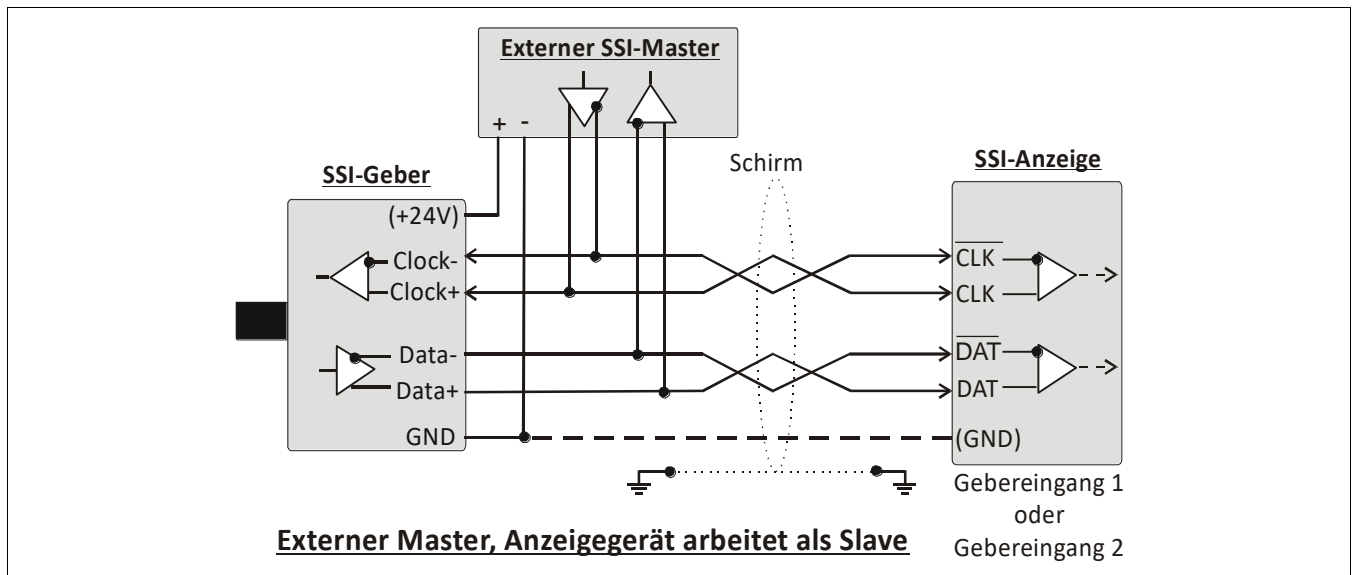 Externer SSI-Master
+ -
Schirm
SSI-Geber
(+24V)
Clock-
Clock+
Data-
Data+
GND
SSI-Anzeige
CLK
CLK
DAT
DAT
(GND)
Gebereingang 1
oder
Gebereingang 2
Externer Master, Anzeigegerät arbeitet als Slave